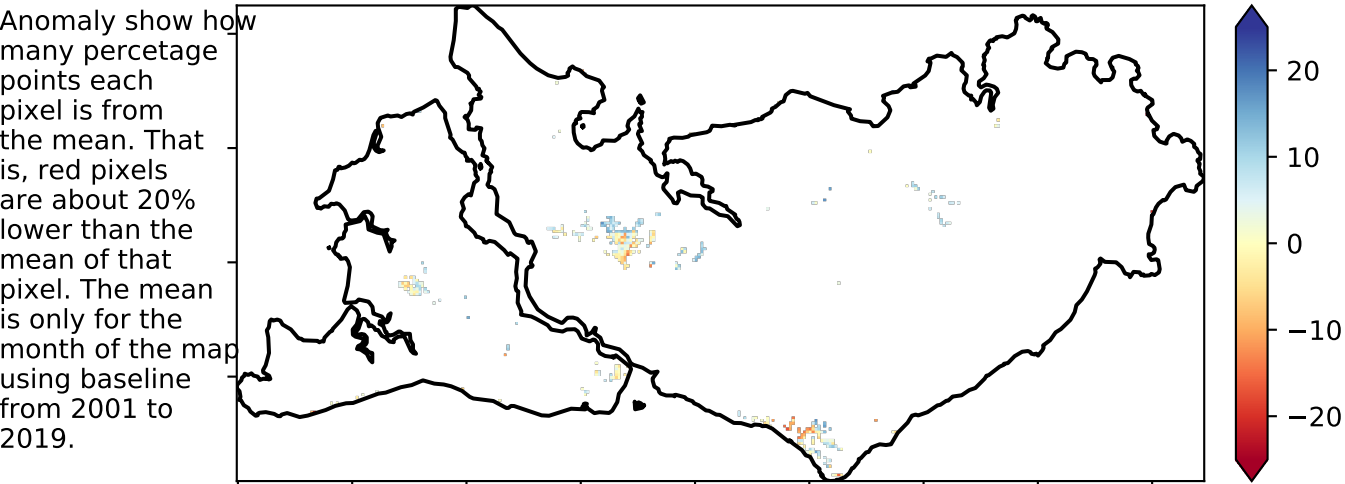 Anomaly show how
many percetage
points each
pixel is from
the mean. That
is, red pixels
are about 20%
lower than the
mean of that
pixel. The mean
is only for the
month of the map
using baseline
from 2001 to
2019.
20
10
0
−10
−20